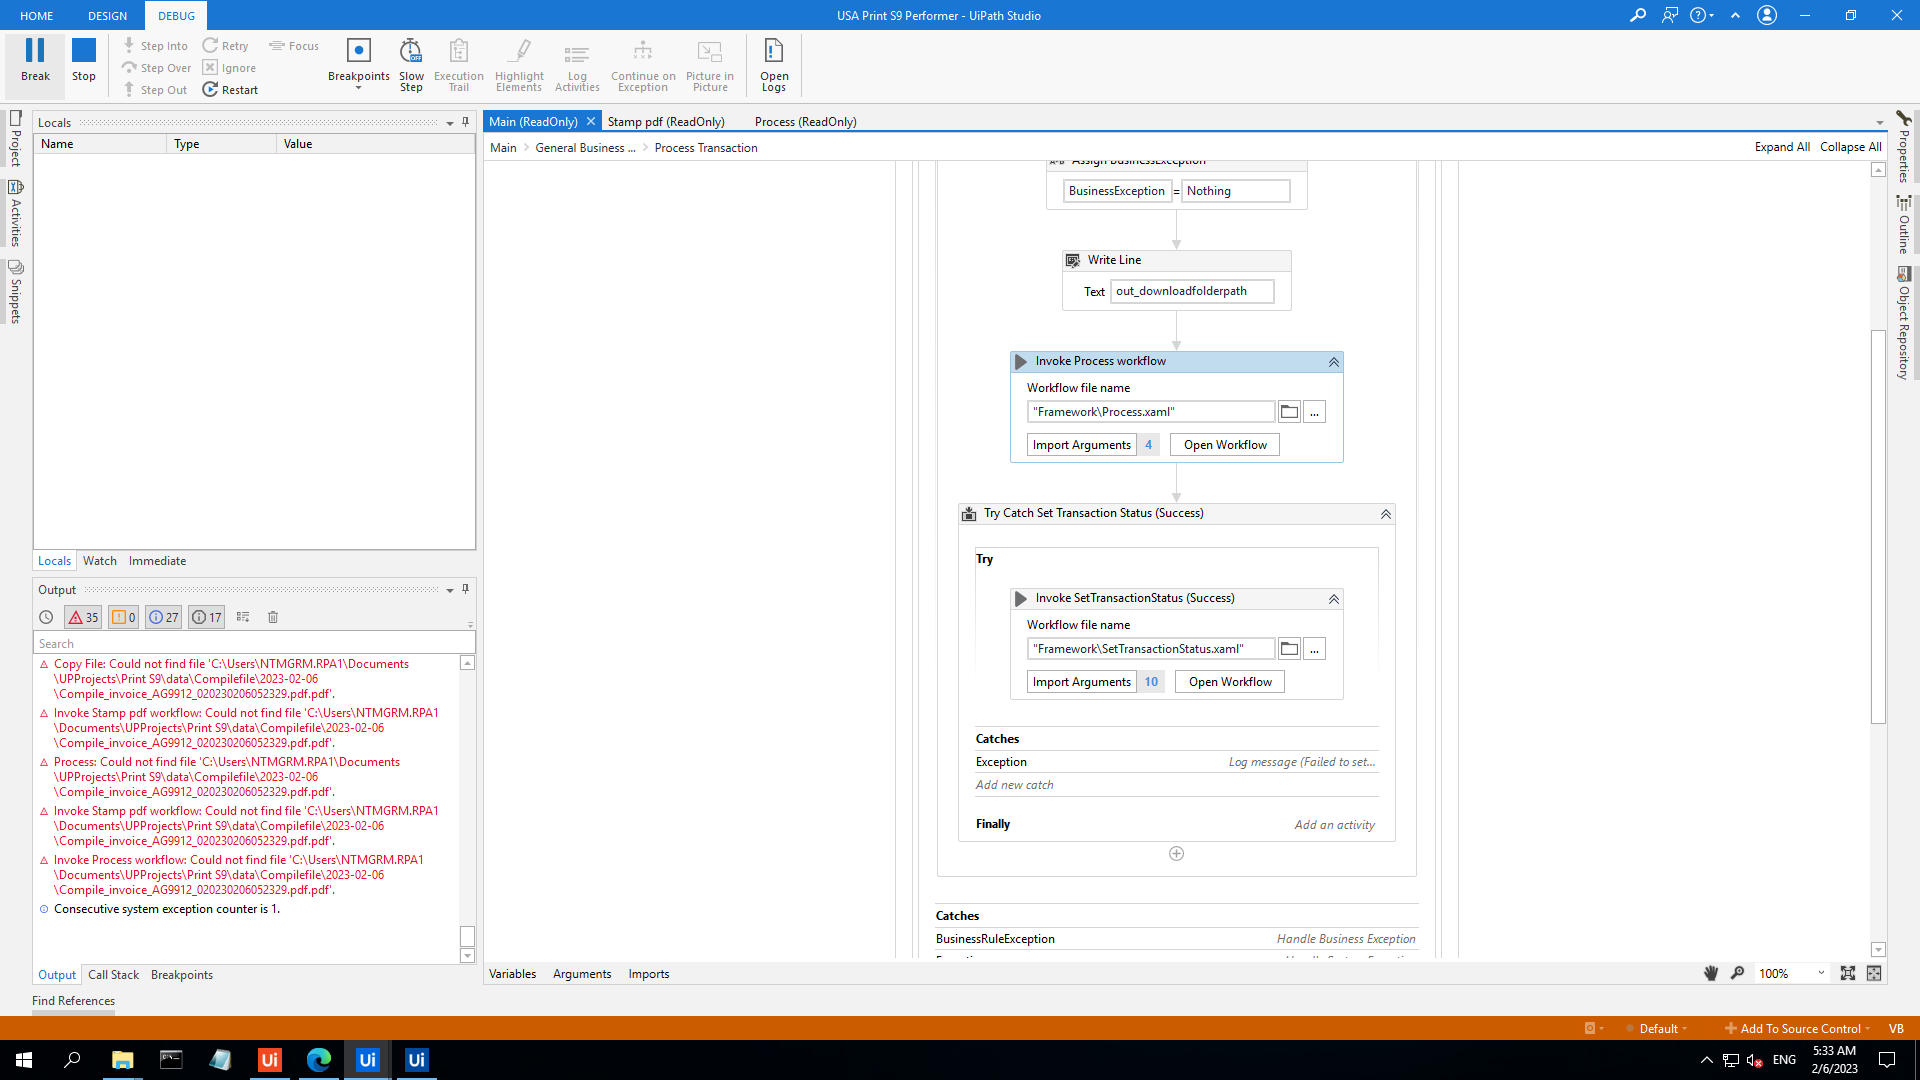 HOME
DESIGN
DEBUG
USA Print S9 Performer - UiPath Studio
Break
Stop
Step Into
Step Over
Step Out
Retry
Ignore
Restart
Focus
Breakpoints
Slow
Step
Execution
Trail
Highlight
Elements
Log
Activities
Continue on
Exception
Picture in
Picture
Open
Logs
Project
Activities
Snippets
Locals
Name
Type
Value
Locals
Watch
Immediate
Output
35
0
27
17
Search
Copy File: Could not find file 'C:\Users\NTMGRM.RPA1\Documents
\UPProjects\Print S9\data\Compilefile\2023-02-06
\Compile_invoice_AG9912_020230206052329.pdf.pdf'.
Invoke Stamp pdf workflow: Could not find file 'C:\Users\NTMGRM.RPA1
\Documents\UPProjects\Print S9\data\Compilefile\2023-02-06
\Compile_invoice_AG9912_020230206052329.pdf.pdf'.
Process: Could not find file 'C:\Users\NTMGRM.RPA1\Documents
\UPProjects\Print S9\data\Compilefile\2023-02-06
\Compile_invoice_AG9912_020230206052329.pdf.pdf'.
Invoke Stamp pdf workflow: Could not find file 'C:\Users\NTMGRM.RPA1
\Documents\UPProjects\Print S9\data\Compilefile\2023-02-06
\Compile_invoice_AG9912_020230206052329.pdf.pdf'.
Invoke Process workflow: Could not find file 'C:\Users\NTMGRM.RPA1
\Documents\UPProjects\Print S9\data\Compilefile\2023-02-06
\Compile_invoice_AG9912_020230206052329.pdf.pdf'.
Consecutive system exception counter is 1.
Output
Call Stack
Breakpoints
Find References
Main (ReadOnly)
Stamp pdf (ReadOnly)
Process (ReadOnly)
Main
General Business ...
Process Transaction
Expand All
Collapse All
Assign BusinessException
BusinessException = Nothing
Write Line
Text out_downloadfolderpath
Invoke Process workflow
Workflow file name
"Framework\Process.xaml"
...
Import Arguments 4
Open Workflow
Try Catch Set Transaction Status (Success)
Try
Invoke SetTransactionStatus (Success)
Workflow file name
"Framework\SetTransactionStatus.xaml"
...
Import Arguments 10
Open Workflow
Catches
Exception
Log message (Failed to set...
Add new catch
Finally
Add an activity
Catches
BusinessRuleException
Handle Business Exception
Variables
Arguments
Imports
100%
Properties
Outline
Object Repository
Default
Add To Source Control
VB
Ui
Ui
Ui
ENG
5:33 AM
2/6/2023